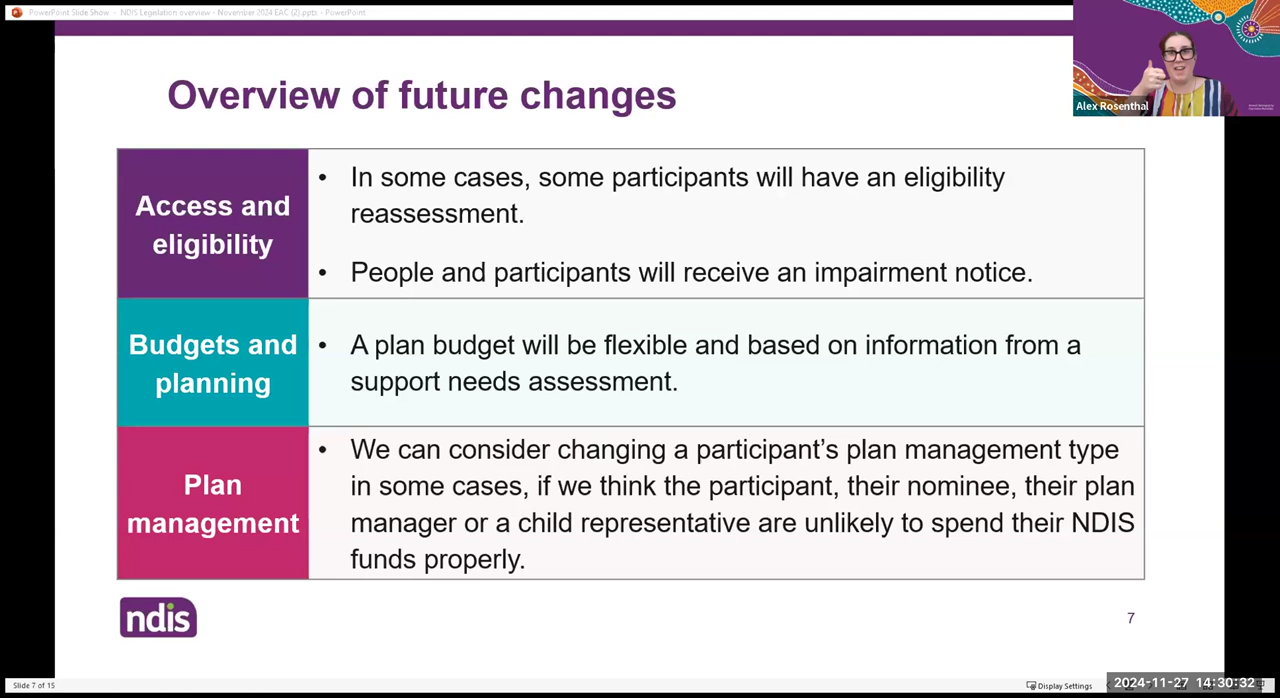 PowerPoint Slide Show - NDIS Legislation overview - November 2024 EAC (2).pptx - PowerPoint
Alex Rosenthal
Overview of future changes
Access and
eligibility
• In some cases, some participants will have an eligibility
reassessment.
• People and participants will receive an impairment notice.
Budgets and
planning
• A plan budget will be flexible and based on information from a
support needs assessment.
Plan
management
• We can consider changing a participant’s plan management type
in some cases, if we think the participant, their nominee, their plan
manager or a child representative are unlikely to spend their NDIS
funds properly.
ndis
7
Slide 7 of 15
Display Settings
2024-11-27 14:30:32